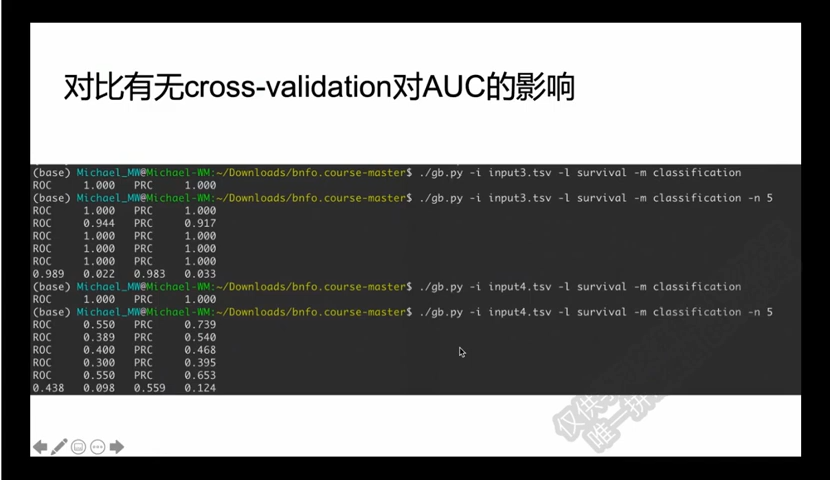 对比有无cross-validation对AUC的影响
(base) Michael_MW@Michael-WM:~/Downloads/bnfo.course-master$ ./gb.py -i input3.tsv -l survival -m classification
ROC 1.000 PRC 1.000
(base) Michael_MW@Michael-WM:~/Downloads/bnfo.course-master$ ./gb.py -i input3.tsv -l survival -m classification -n 5
ROC 1.000 PRC 1.000
ROC 0.944 PRC 0.917
ROC 1.000 PRC 1.000
ROC 1.000 PRC 1.000
ROC 1.000 PRC 1.000
0.989 0.022 0.983 0.033
(base) Michael_MW@Michael-WM:~/Downloads/bnfo.course-master$ ./gb.py -i input4.tsv -l survival -m classification
ROC 1.000 PRC 1.000
(base) Michael_MW@Michael-WM:~/Downloads/bnfo.course-master$ ./gb.py -i input4.tsv -l survival -m classification -n 5
ROC 0.550 PRC 0.739
ROC 0.389 PRC 0.540
ROC 0.400 PRC 0.468
ROC 0.300 PRC 0.395
ROC 0.550 PRC 0.653
0.438 0.098 0.559 0.124
仅供
唯一拼